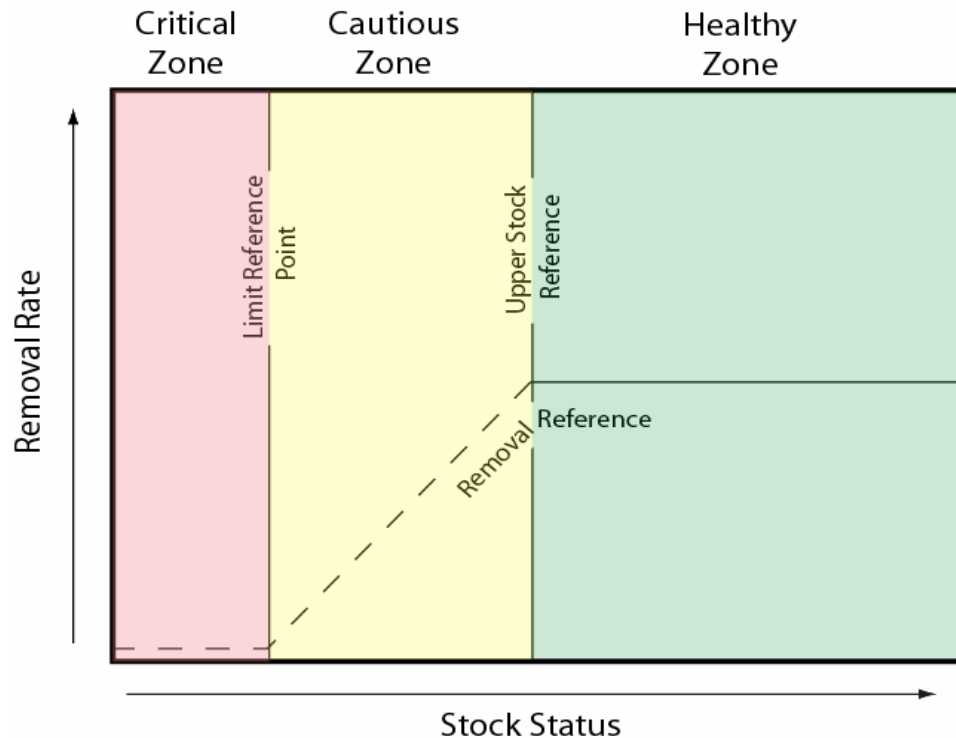 Critical
Zone
Cautious
Zone
Healthy
Zone
Removal Rate
Limit Reference
Point
Upper Stock
Reference
Removal Reference
Stock Status